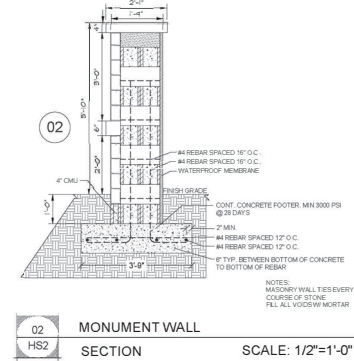 2'-1"
1'-4"
4"
3'-0"
5'-10"
02
6"
2'-0"
#4 REBAR SPACED 16" O.C.
#4 REBAR SPACED 16" O.C.
WATERPROOF MEMBRANE
4" CMU
FINISH GRADE
1'-0"
CONT. CONCRETE FOOTER. MIN 3000 PSI
@ 28 DAYS
2" MIN.
#4 REBAR SPACED 12" O.C.
#4 REBAR SPACED 12" O.C.
6" TYP. BETWEEN BOTTOM OF CONCRETE
TO BOTTOM OF REBAR
3'-9"
NOTES:
MASONRY WALL TIES EVERY
COURSE OF STONE
FILL ALL VOIDS W/ MORTAR
02
MONUMENT WALL
HS2
SECTION
SCALE: 1/2"=1'-0"